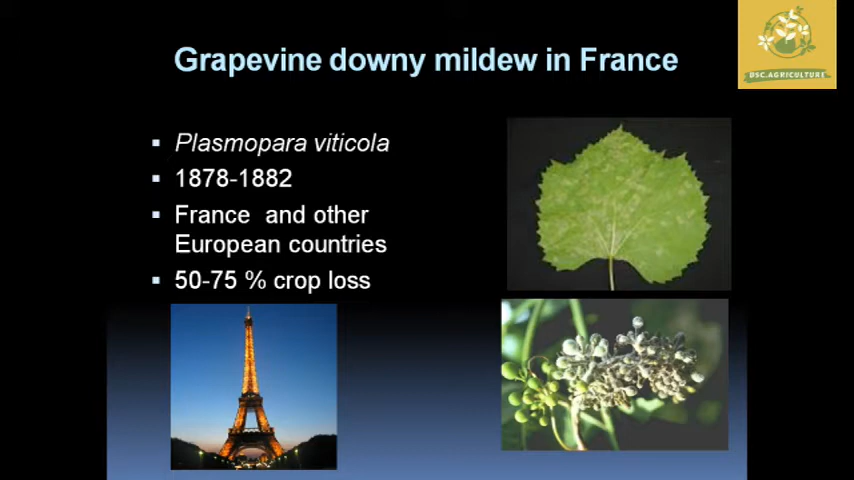 Grapevine downy mildew in France
DSC.AGRICULTURE
Plasmopara viticola
1878-1882
France and other
European countries
50-75 % crop loss